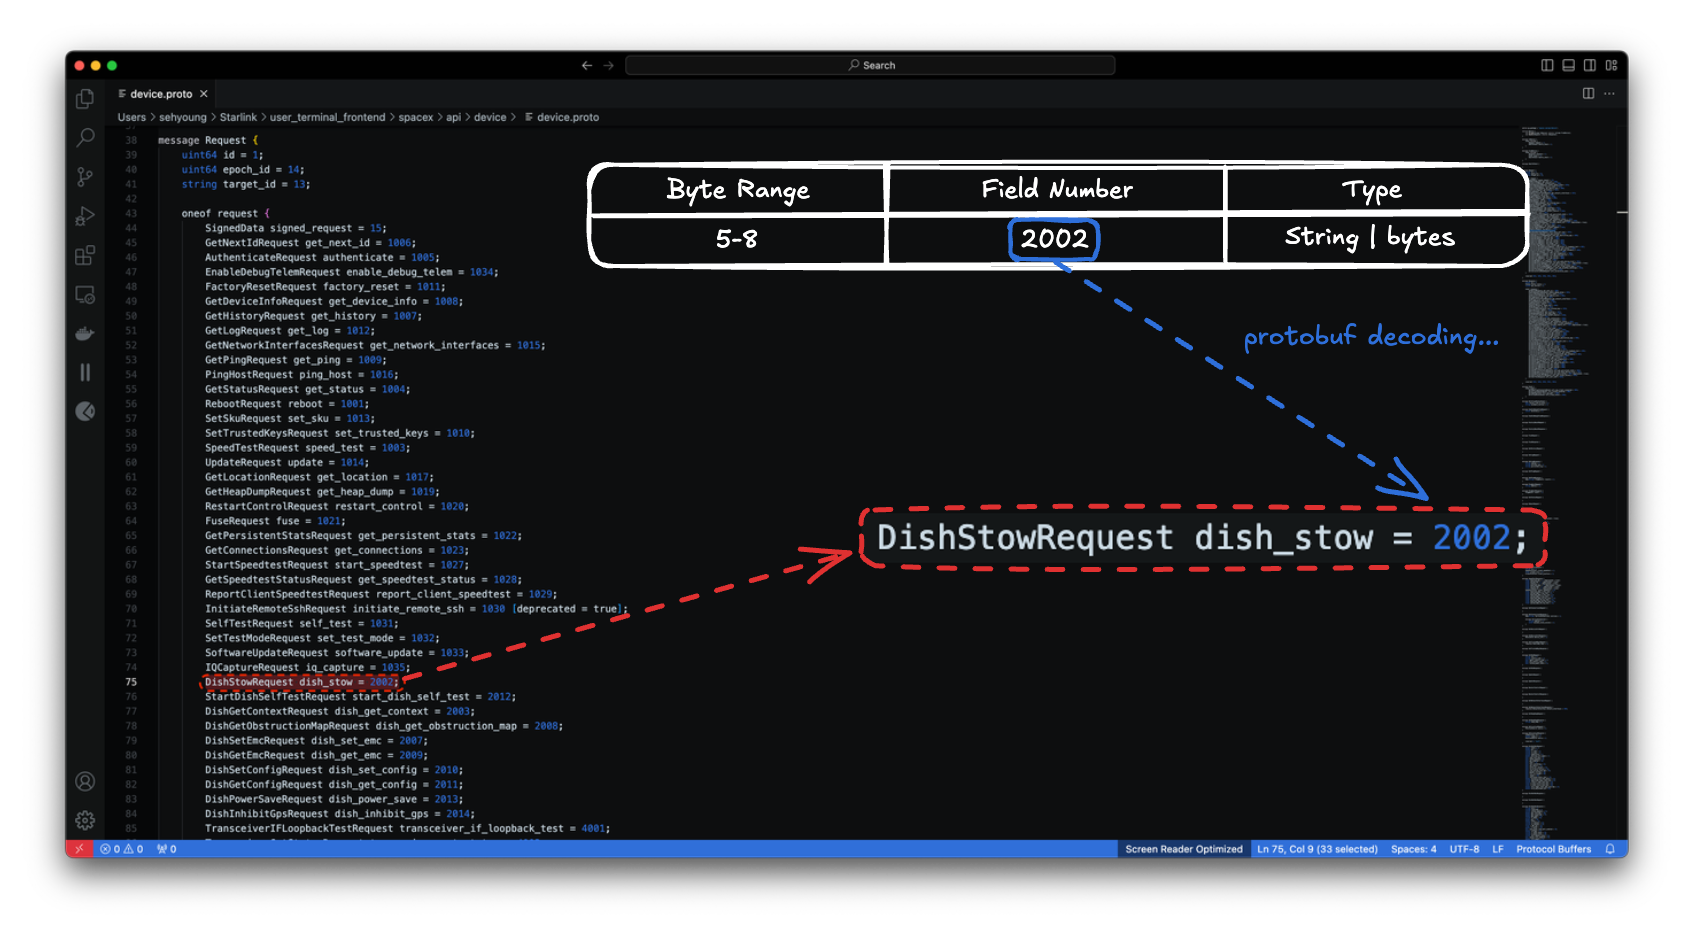 Search
device.proto
Users > sehyoung > Starlink > user_terminal_frontend > spacex > api > device > device.proto
38 message Request {
39 uint64 id = 1;
40 uint64 epoch_id = 14;
41 string target_id = 13;
42
43 oneof request {
44 SignedData signed_request = 15;
45 GetNextIdRequest get_next_id = 1006;
46 AuthenticateRequest authenticate = 1005;
47 EnableDebugTelemRequest enable_debug_telem = 1034;
48 FactoryResetRequest factory_reset = 1011;
49 GetDeviceInfoRequest get_device_info = 1008;
50 GetHistoryRequest get_history = 1007;
51 GetLogRequest get_log = 1012;
52 GetNetworkInterfacesRequest get_network_interfaces = 1015;
53 GetPingRequest get_ping = 1009;
54 PingHostRequest ping_host = 1016;
55 GetStatusRequest get_status = 1004;
56 RebootRequest reboot = 1001;
57 SetSkuRequest set_sku = 1013;
58 SetTrustedKeysRequest set_trusted_keys = 1010;
59 SpeedTestRequest speed_test = 1003;
60 UpdateRequest update = 1014;
61 GetLocationRequest get_location = 1017;
62 GetHeapDumpRequest get_heap_dump = 1019;
63 RestartControlRequest restart_control = 1020;
64 FuseRequest fuse = 1021;
65 GetPersistentStatsRequest get_persistent_stats = 1022;
66 GetConnectionsRequest get_connections = 1023;
67 StartSpeedtestRequest start_speedtest = 1027;
68 GetSpeedtestStatusRequest get_speedtest_status = 1028;
69 ReportClientSpeedtestRequest report_client_speedtest = 1029;
70 InitiateRemoteSshRequest initiate_remote_ssh = 1030 [deprecated = true];
71 SelfTestRequest self_test = 1031;
72 SetTestModeRequest set_test_mode = 1032;
73 SoftwareUpdateRequest software_update = 1033;
74 IQCaptureRequest iq_capture = 1035;
75 DishStowRequest dish_stow = 2002;
76 StartDishSelfTestRequest start_dish_self_test = 2012;
77 DishGetContextRequest dish_get_context = 2003;
78 DishGetObstructionMapRequest dish_get_obstruction_map = 2008;
79 DishSetEmcRequest dish_set_emc = 2007;
80 DishGetEmcRequest dish_get_emc = 2009;
81 DishSetConfigRequest dish_set_config = 2010;
82 DishGetConfigRequest dish_get_config = 2011;
83 DishPowerSaveRequest dish_power_save = 2013;
84 DishInhibitGpsRequest dish_inhibit_gps = 2014;
85 TransceiverIFLoopbackTestRequest transceiver_if_loopback_test = 4001;
Byte Range Field Number Type
5-8 2002 String | bytes
protobuf decoding...
DishStowRequest dish_stow = 2002;
0 0 0 Screen Reader Optimized Ln 75, Col 9 (33 selected) Spaces: 4 UTF-8 LF Protocol Buffers